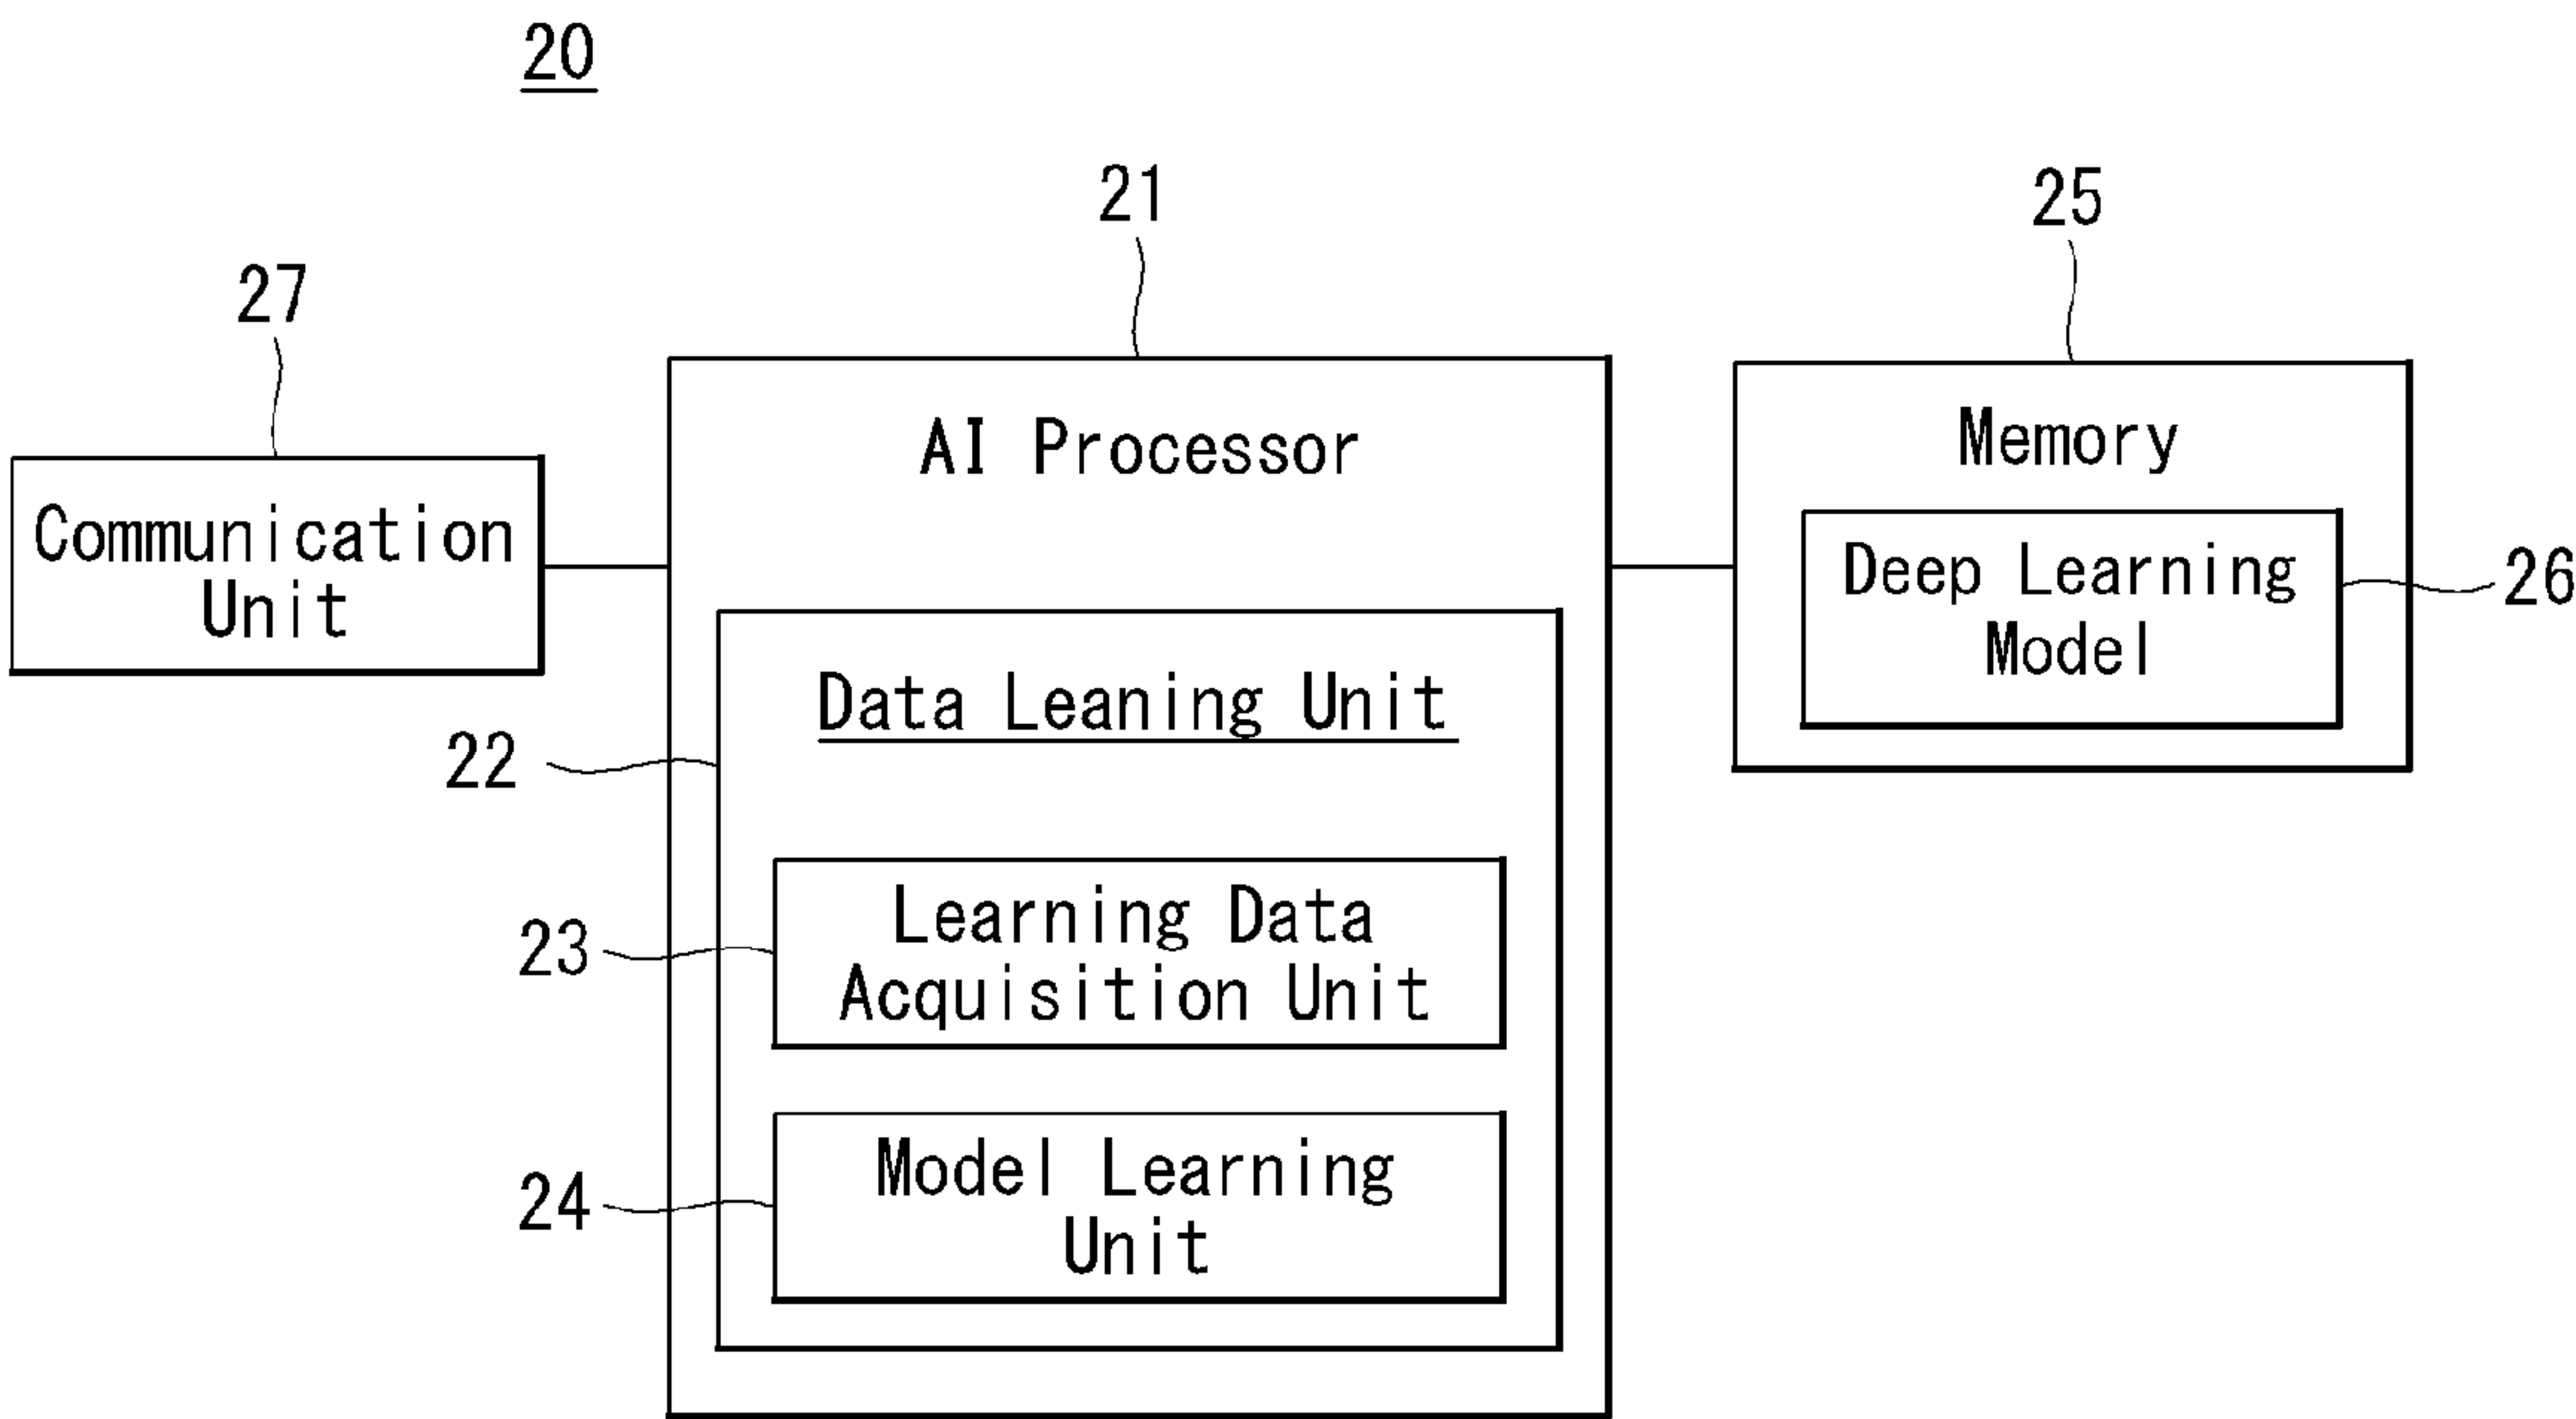 20
21
25
27
AI Processor
Memory
Communication
Unit
Deep Learning
Model
26
Data Leaning Unit
22
Learning Data
Acquisition Unit
23
Model Learning
Unit
24